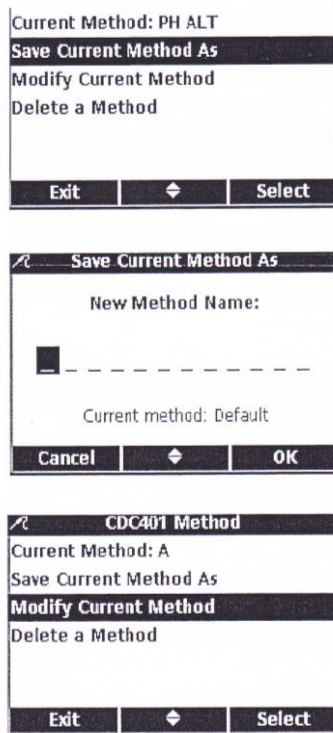 Current Method: PH ALT
Save Current Method As
Modify Current Method
Delete a Method
Exit Select
Save Current Method As
New Method Name:
Current method: Default
Cancel OK
CDC401 Method
Current Method: A
Save Current Method As
Modify Current Method
Delete a Method
Exit Select